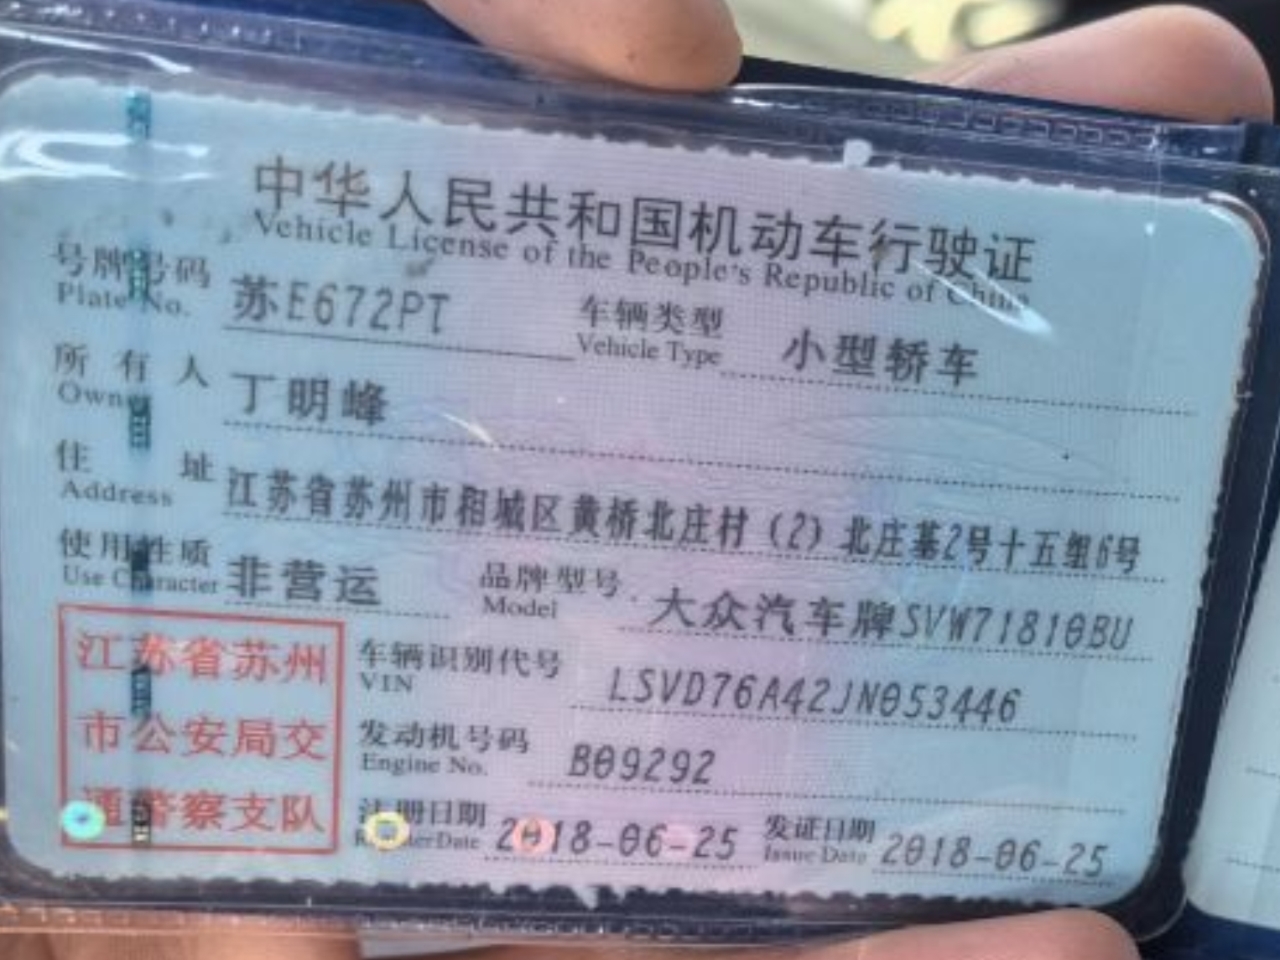 中华人民共和国机动车行驶证
Vehicle License of the People's Republic of China
号牌号码 苏E672PT 车辆类型 小型轿车
Plate No. Vehicle Type
所有人 丁明峰
Owner
住址 江苏省苏州市相城区黄桥北庄村（2）北庄基2号十五组6号
Address
使用性质 非营运 品牌型号 大众汽车牌SVW71810BU
Use Character Model
江苏省苏州
市公安局交
通警察支队
车辆识别代号 LSVD76A42JN053446
VIN
发动机号码 B09292
Engine No.
注册日期 2018-06-25 发证日期 2018-06-25
Register Date Issue Date